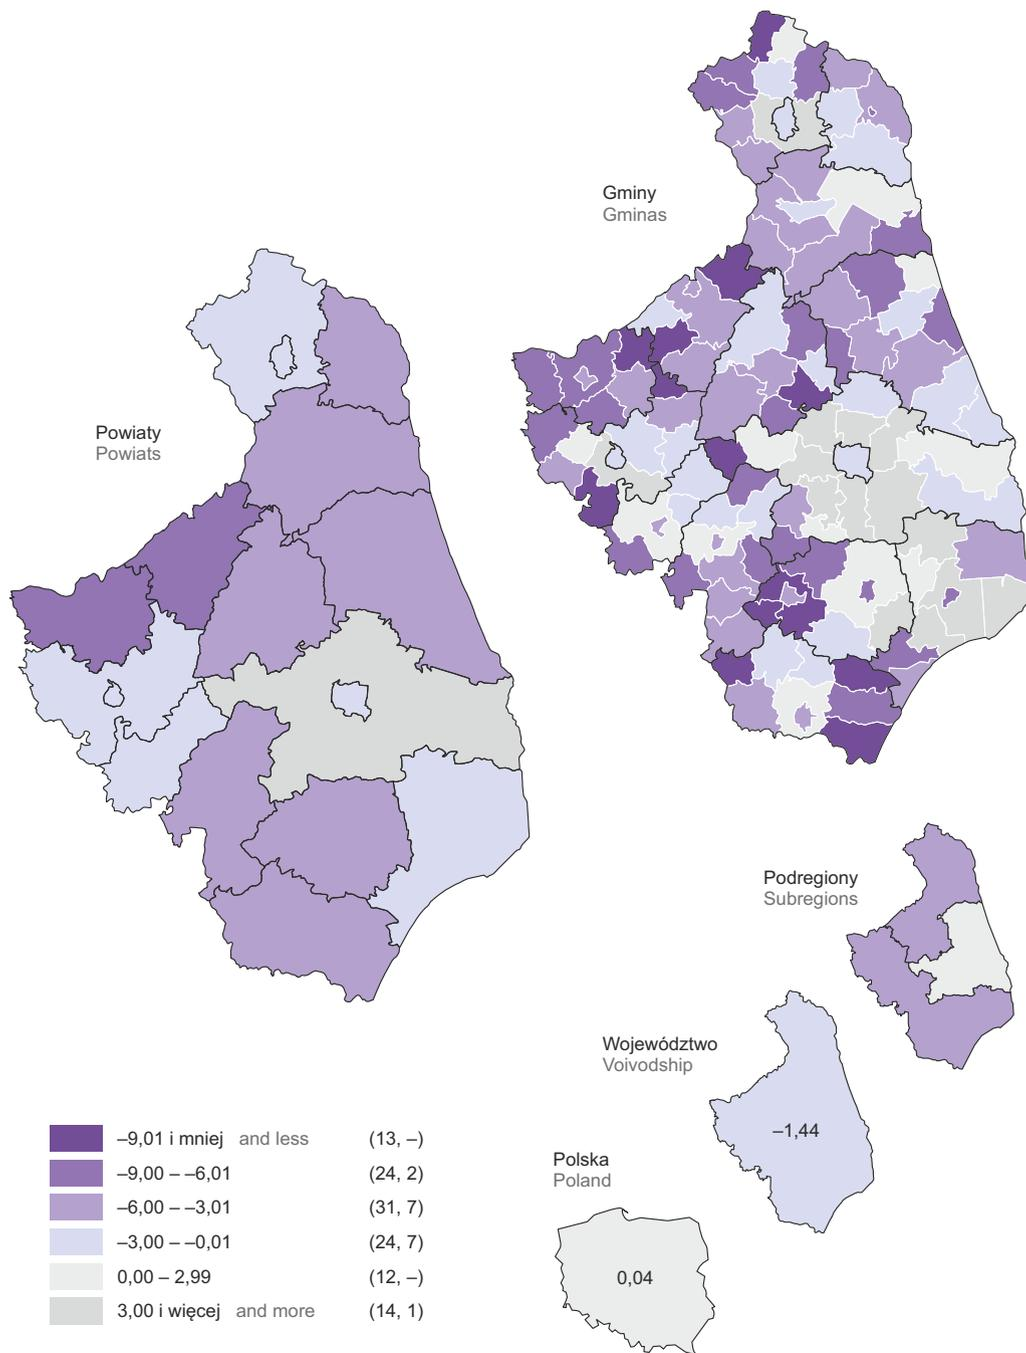 Gminy
Gminas
Powiaty
Powiats
Podregiony
Subregions
Województwo
Voivodship
–1,44
Polska
Poland
0,04
–9,01 i mniej and less (13, –)
–9,00 – –6,01 (24, 2)
–6,00 – –3,01 (31, 7)
–3,00 – –0,01 (24, 7)
0,00 – 2,99 (12, –)
3,00 i więcej and more (14, 1)